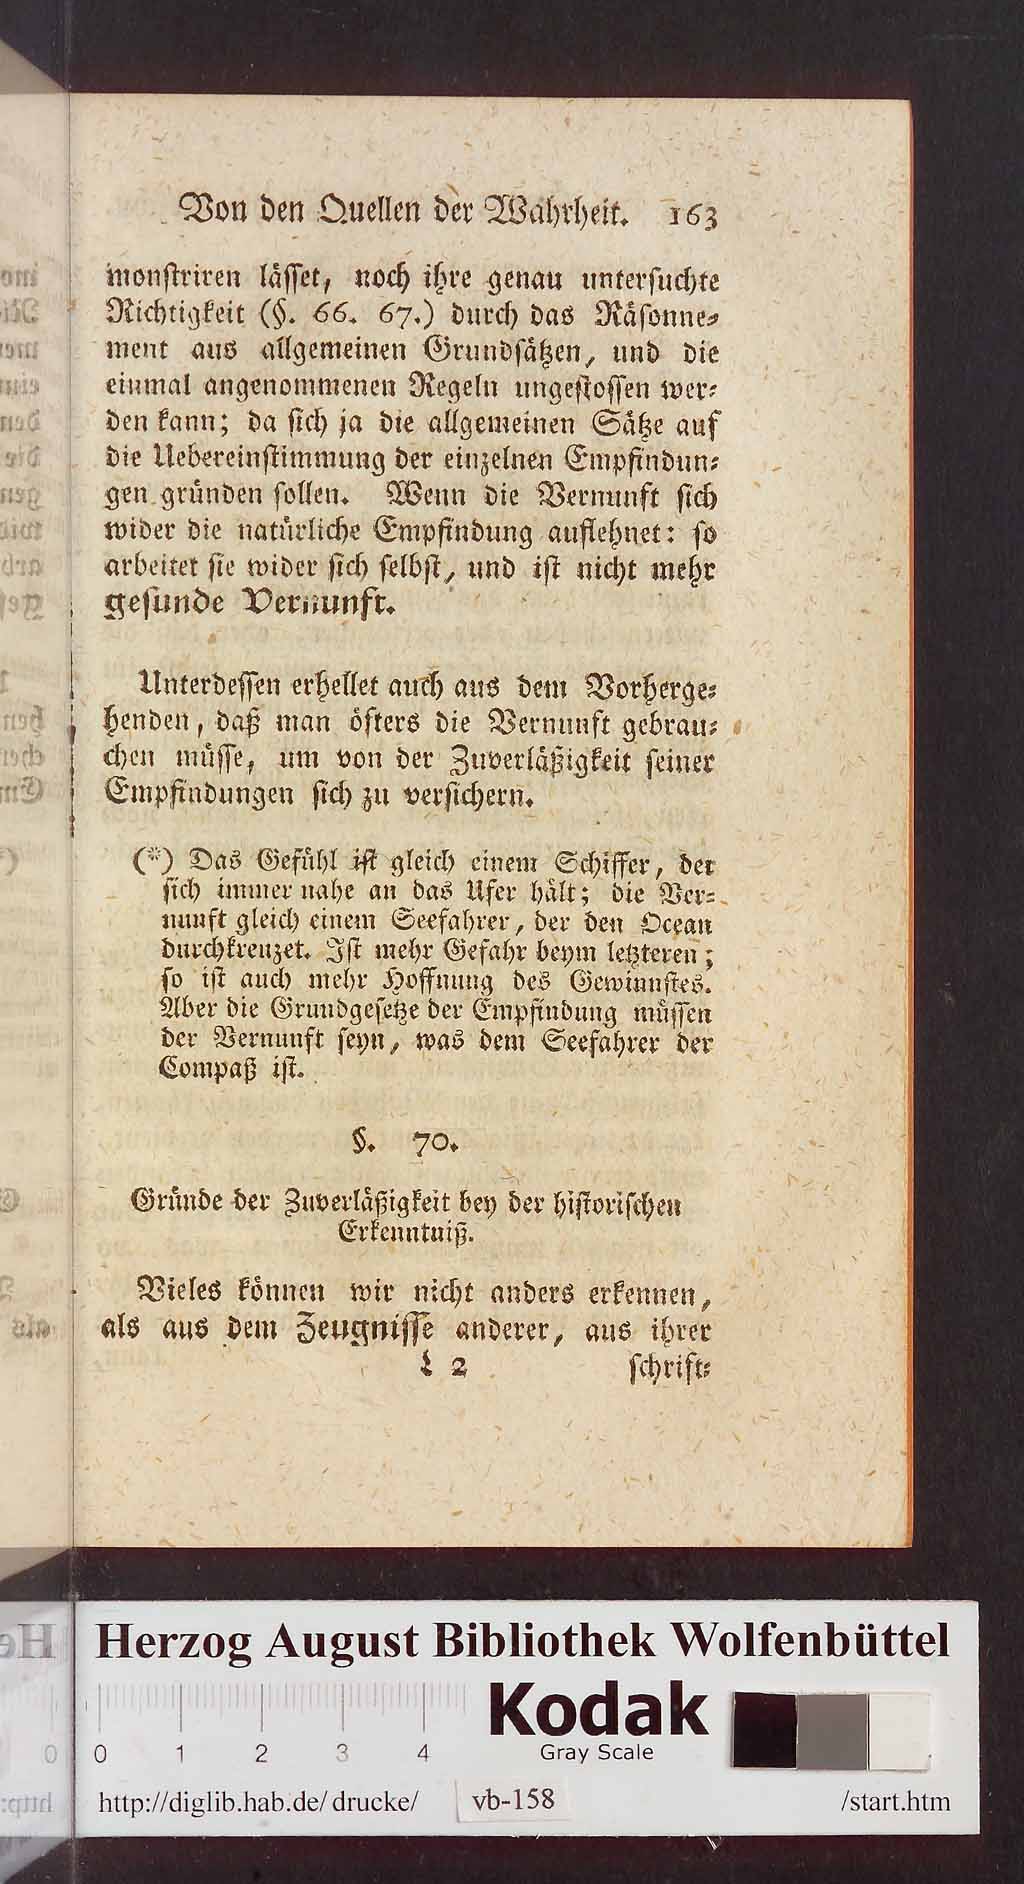 Von den Quellen der Wahrheit. 163
monstriren lässet, noch ihre genau untersuchte
Richtigkeit (§. 66. 67.) durch das Räsonne⸗
ment aus allgemeinen Grundsätzen, und die
einmal angenommenen Regeln ungestossen wer⸗
den kann; da sich ja die allgemeinen Sätze auf
die Uebereinstimmung der einzelnen Empfindun⸗
gen gründen sollen. Wenn die Vernunft sich
wider die natürliche Empfindung auflehnet: so
arbeitet sie wider sich selbst, und ist nicht mehr
gesunde Vernunft.
Unterdessen erhellet auch aus dem Vorherge⸗
henden, daß man öfters die Vernunft gebrau⸗
chen müsse, um von der Zuverläßigkeit seiner
Empfindungen sich zu versichern.
(*) Das Gefühl ist gleich einem Schiffer, der
sich immer nahe an das Ufer hält; die Ver⸗
nunft gleich einem Seefahrer, der den Ocean
durchkreuzet. Ist mehr Gefahr beym letzteren;
so ist auch mehr Hoffnung des Gewinnstes.
Aber die Grundgesetze der Empfindung müssen
der Vernunft seyn, was dem Seefahrer der
Compaß ist.
§. 70.
Gründe der Zuverläßigkeit bey der historischen
Erkenntniß.
Vieles können wir nicht anders erkennen,
als aus dem Zeugnisse anderer, aus ihrer
L 2 schrift⸗
Herzog August Bibliothek Wolfenbüttel
Kodak
Gray Scale
0 1 2 3 4
http://diglib.hab.de/drucke/ vb-158 /start.htm